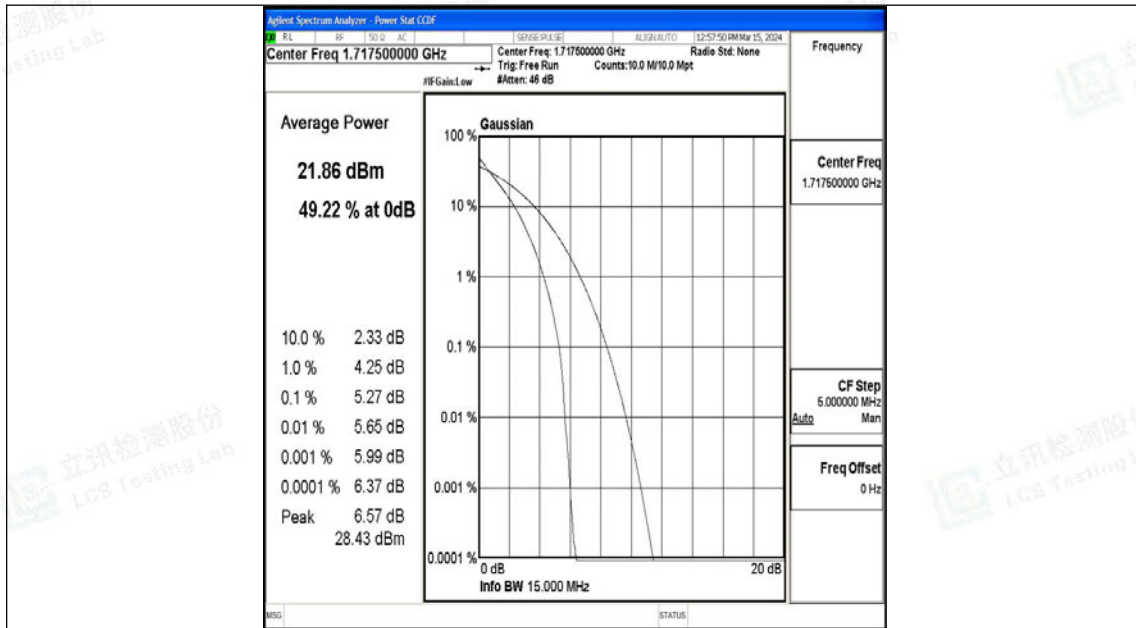 Agilent Spectrum Analyzer - Power Stat CCDF
RL RF 50 Ω AC SENSE:PULSE ALIGNAUTO 12:57:50 PM Mar 15, 2024
Center Freq 1.717500000 GHz
Center Freq: 1.717500000 GHz
Radio Std: None
Trig: Free Run
Counts:10.0 M/10.0 Mpt
#IFGain:Low
#Atten: 46 dB
Frequency
Average Power
21.86 dBm
49.22 % at 0dB
10.0 % 2.33 dB
1.0 % 4.25 dB
0.1 % 5.27 dB
0.01 % 5.65 dB
0.001 % 5.99 dB
0.0001 % 6.37 dB
Peak 6.57 dB
28.43 dBm
Gaussian
100 %
10 %
1 %
0.1 %
0.01 %
0.001 %
0.0001 %
0 dB
20 dB
Info BW 15.000 MHz
Center Freq
1.717500000 GHz
CF Step
5.000000 MHz
Auto Man
Freq Offset
0 Hz
MSG
STATUS
立讯检测股份
LCS Testing Lab